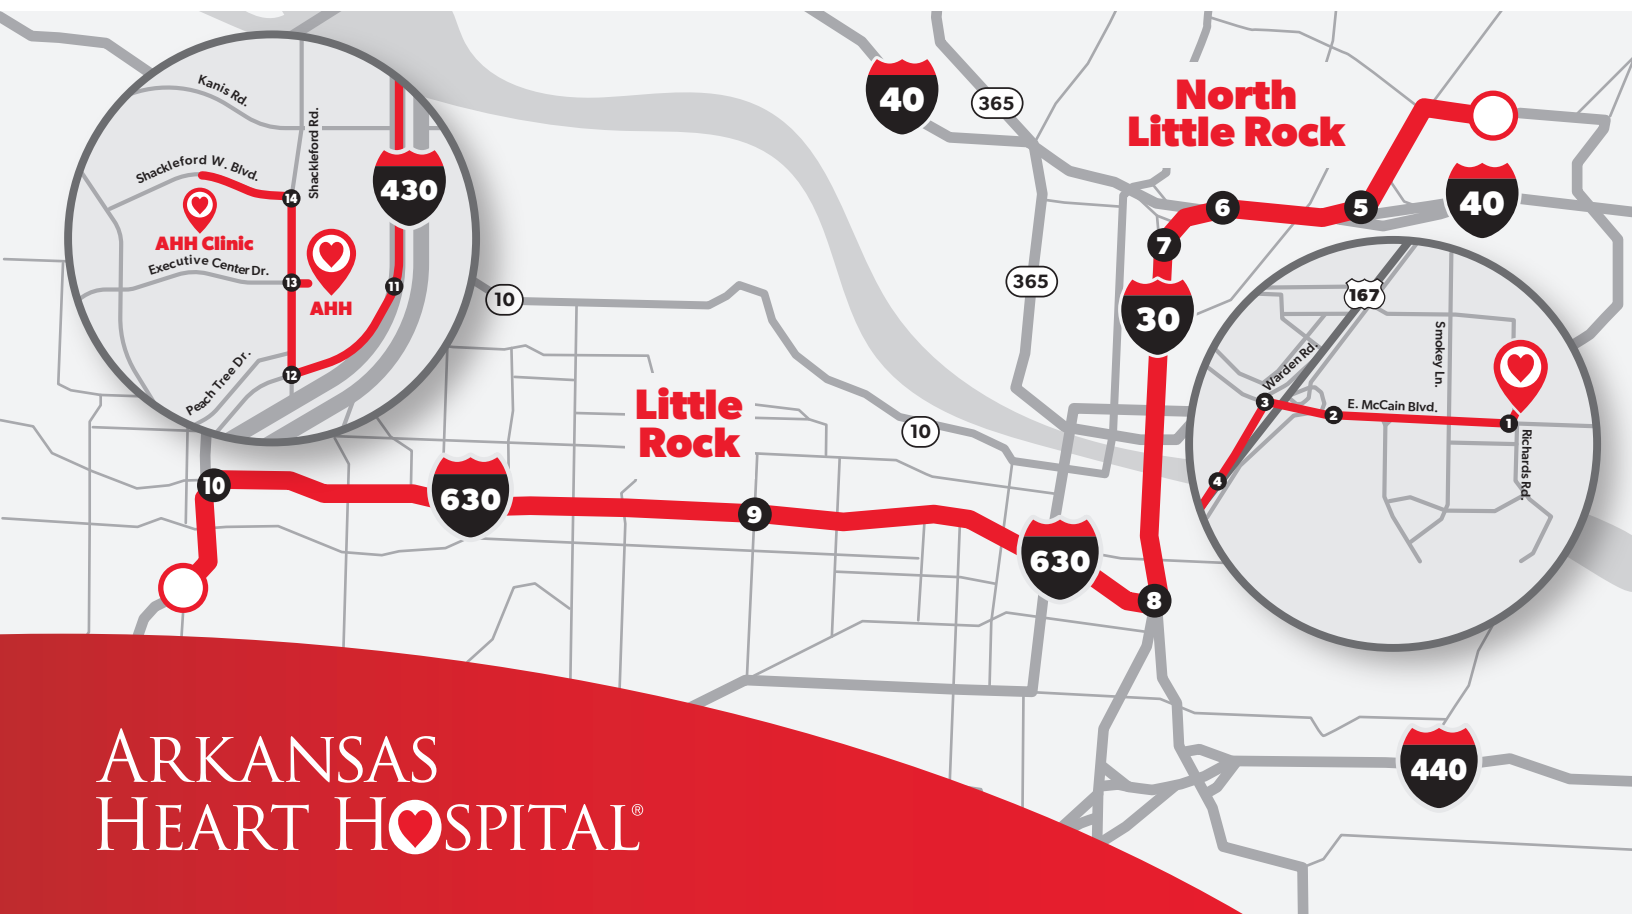 40
365
North
Little Rock
Kanis Rd.
Shackleford Rd.
Shackleford W. Blvd.
430
14
AHH Clinic
Executive Center Dr.
13
AHH
11
Peach Tree Dr.
12
6
5
40
7
365
10
30
167
Smokey Ln.
Warden Rd.
3
2
E. McCain Blvd.
1
Richards Rd.
4
Little
Rock
10
10
630
9
630
8
440
ARKANSAS
HEART HOSPITAL®